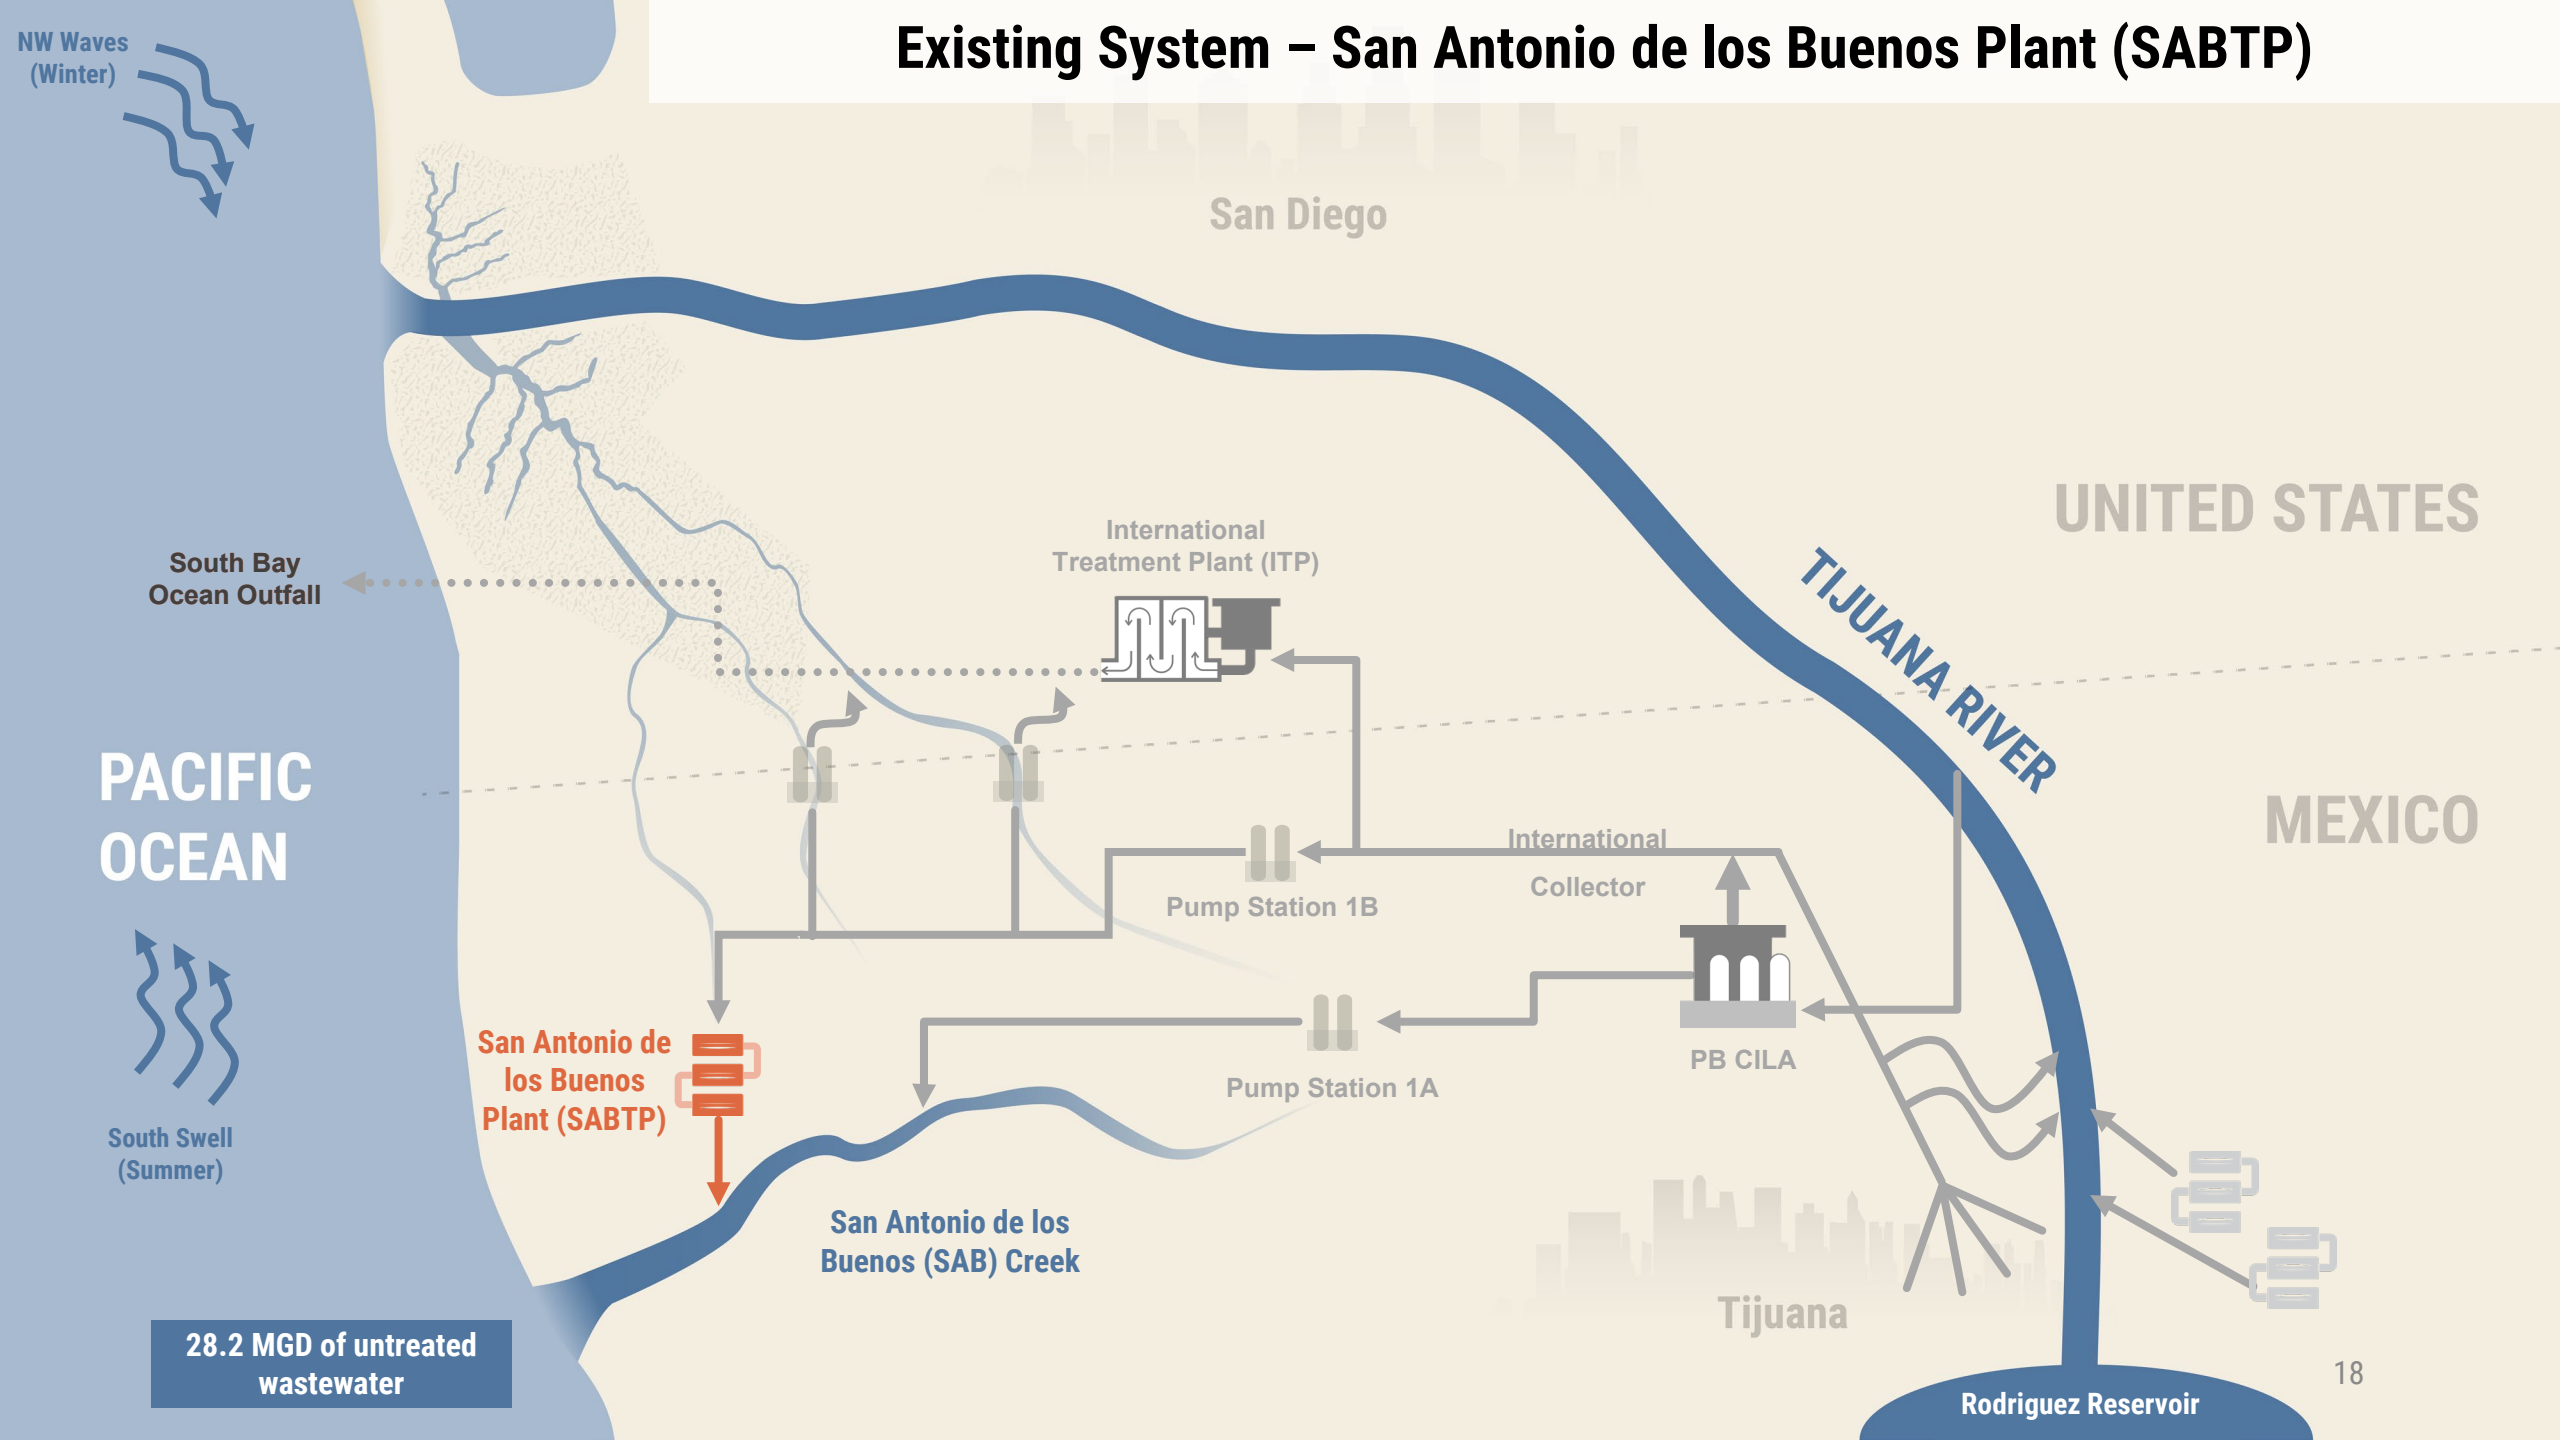 Existing System – San Antonio de los Buenos Plant (SABTP)
NW Waves
(Winter)
San Diego
UNITED STATES
International
Treatment Plant (ITP)
South Bay
Ocean Outfall
TIJUANA RIVER
PACIFIC
OCEAN
MEXICO
International
Collector
Pump Station 1B
San Antonio de
los Buenos
Plant (SABTP)
PB CILA
Pump Station 1A
South Swell
(Summer)
San Antonio de los
Buenos (SAB) Creek
Tijuana
28.2 MGD of untreated
wastewater
18
Rodriguez Reservoir